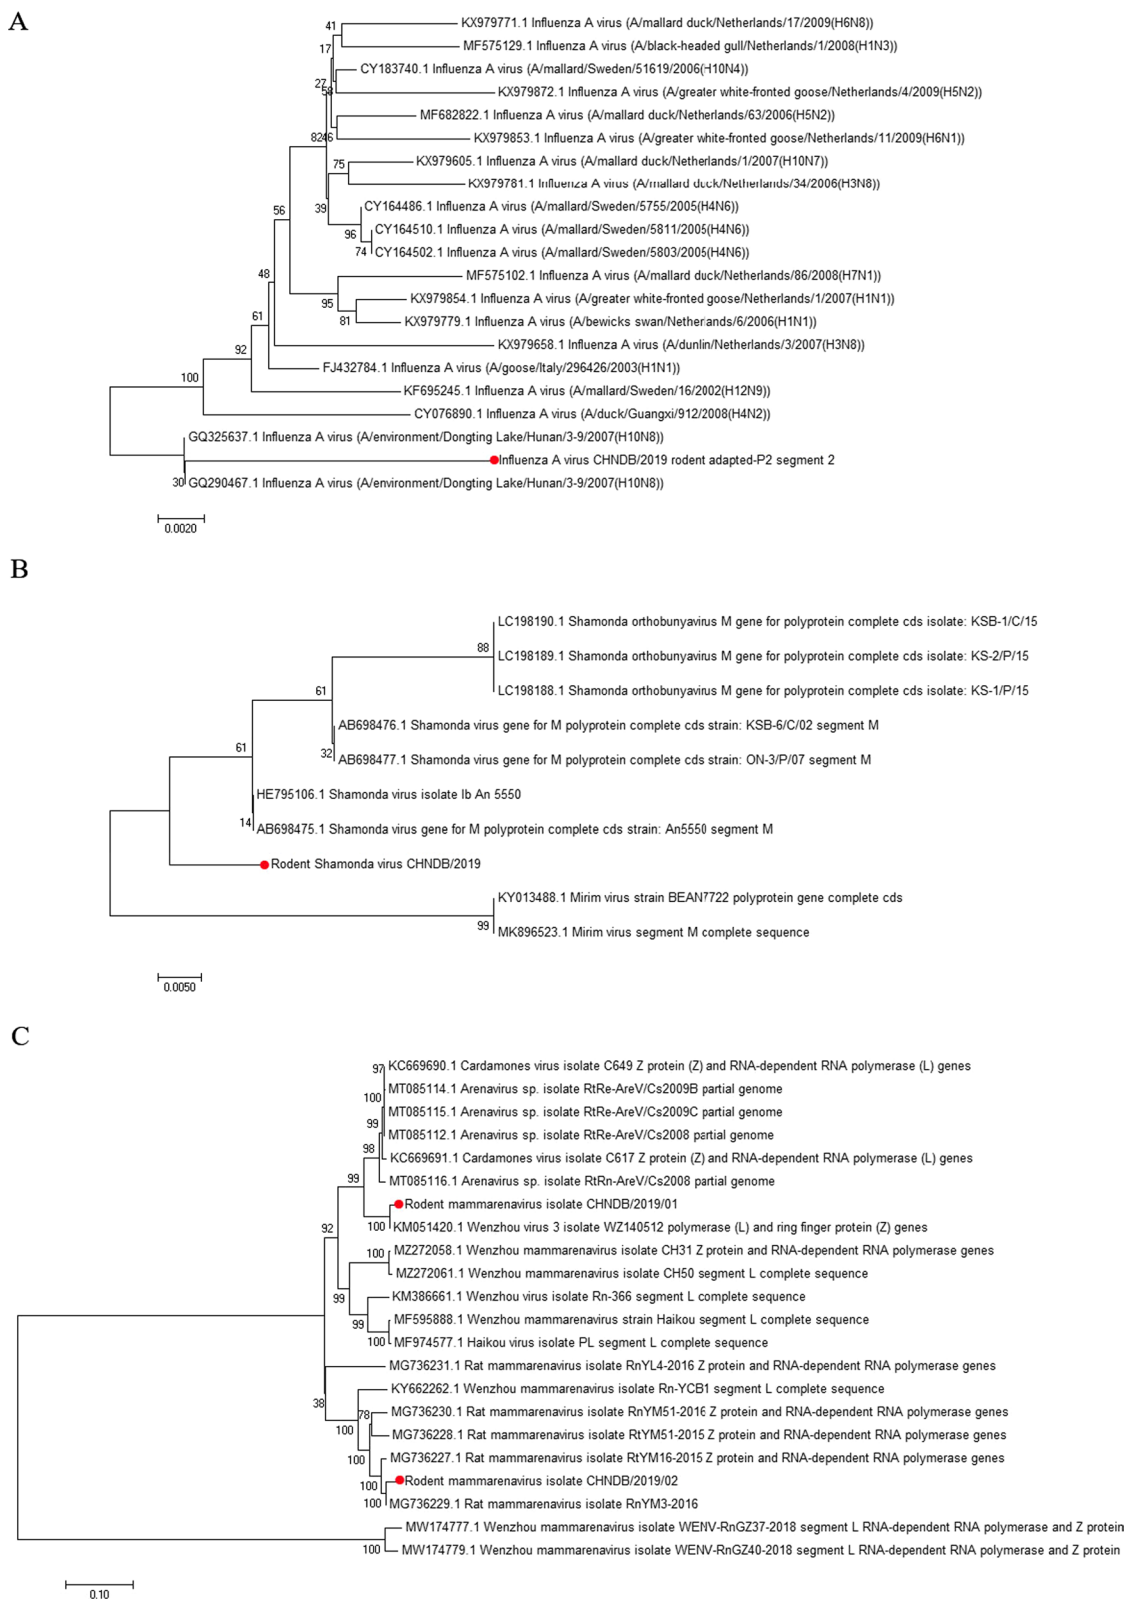 A
KX979771.1 Influenza A virus (A/mallard duck/Netherlands/17/2009(H6N8))
41
MF575129.1 Influenza A virus (A/black-headed gull/Netherlands/1/2008(H1N3))
17
CY183740.1 Influenza A virus (A/mallard/Sweden/51619/2006(H10N4))
27
58
KX979872.1 Influenza A virus (A/greater white-fronted goose/Netherlands/4/2009(H5N2))
MF682822.1 Influenza A virus (A/mallard duck/Netherlands/63/2006(H5N2))
8246
KX979853.1 Influenza A virus (A/greater white-fronted goose/Netherlands/11/2009(H6N1))
75
KX979605.1 Influenza A virus (A/mallard duck/Netherlands/1/2007(H10N7))
KX979781.1 Influenza A virus (A/mallard duck/Netherlands/34/2006(H3N8))
56
39
CY164486.1 Influenza A virus (A/mallard/Sweden/5755/2005(H4N6))
96
CY164510.1 Influenza A virus (A/mallard/Sweden/5811/2005(H4N6))
74
CY164502.1 Influenza A virus (A/mallard/Sweden/5803/2005(H4N6))
48
MF575102.1 Influenza A virus (A/mallard duck/Netherlands/86/2008(H7N1))
95
KX979854.1 Influenza A virus (A/greater white-fronted goose/Netherlands/1/2007(H1N1))
61
81
KX979779.1 Influenza A virus (A/bewicks swan/Netherlands/6/2006(H1N1))
92
KX979658.1 Influenza A virus (A/dunlin/Netherlands/3/2007(H3N8))
FJ432784.1 Influenza A virus (A/goose/Italy/296426/2003(H1N1))
100
KF695245.1 Influenza A virus (A/mallard/Sweden/16/2002(H12N9))
CY076890.1 Influenza A virus (A/duck/Guangxi/912/2008(H4N2))
GQ325637.1 Influenza A virus (A/environment/Dongting Lake/Hunan/3-9/2007(H10N8))
Influenza A virus CHNDB/2019 rodent adapted-P2 segment 2
30
GQ290467.1 Influenza A virus (A/environment/Dongting Lake/Hunan/3-9/2007(H10N8))
0.0020
B
LC198190.1 Shamonda orthobunyavirus M gene for polyprotein complete cds isolate: KSB-1/C/15
88
LC198189.1 Shamonda orthobunyavirus M gene for polyprotein complete cds isolate: KS-2/P/15
61
LC198188.1 Shamonda orthobunyavirus M gene for polyprotein complete cds isolate: KS-1/P/15
AB698476.1 Shamonda virus gene for M polyprotein complete cds strain: KSB-6/C/02 segment M
61
32
AB698477.1 Shamonda virus gene for M polyprotein complete cds strain: ON-3/P/07 segment M
HE795106.1 Shamonda virus isolate Ib An 5550
14
AB698475.1 Shamonda virus gene for M polyprotein complete cds strain: An5550 segment M
Rodent Shamonda virus CHNDB/2019
KY013488.1 Mirim virus strain BEAN7722 polyprotein gene complete cds
99
MK896523.1 Mirim virus segment M complete sequence
0.0050
C
97
KC669690.1 Cardamones virus isolate C649 Z protein (Z) and RNA-dependent RNA polymerase (L) genes
MT085114.1 Arenavirus sp. isolate RtRe-AreV/Cs2009B partial genome
100
MT085115.1 Arenavirus sp. isolate RtRe-AreV/Cs2009C partial genome
99
MT085112.1 Arenavirus sp. isolate RtRe-AreV/Cs2008 partial genome
98
KC669691.1 Cardamones virus isolate C617 Z protein (Z) and RNA-dependent RNA polymerase (L) genes
99
MT085116.1 Arenavirus sp. isolate RtRn-AreV/Cs2008 partial genome
Rodent mammarenavirus isolate CHNDB/2019/01
92
100
KM051420.1 Wenzhou virus 3 isolate WZ140512 polymerase (L) and ring finger protein (Z) genes
100
MZ272058.1 Wenzhou mammarenavirus isolate CH31 Z protein and RNA-dependent RNA polymerase genes
MZ272061.1 Wenzhou mammarenavirus isolate CH50 segment L complete sequence
99
KM386661.1 Wenzhou virus isolate Rn-366 segment L complete sequence
99
MF595888.1 Wenzhou mammarenavirus strain Haikou segment L complete sequence
100
MF974577.1 Haikou virus isolate PL segment L complete sequence
MG736231.1 Rat mammarenavirus isolate RnYL4-2016 Z protein and RNA-dependent RNA polymerase genes
38
KY662262.1 Wenzhou mammarenavirus isolate Rn-YCB1 segment L complete sequence
78
MG736230.1 Rat mammarenavirus isolate RnYM51-2016 Z protein and RNA-dependent RNA polymerase genes
100
MG736228.1 Rat mammarenavirus isolate RtYM51-2015 Z protein and RNA-dependent RNA polymerase genes
100
MG736227.1 Rat mammarenavirus isolate RtYM16-2015 Z protein and RNA-dependent RNA polymerase genes
100
Rodent mammarenavirus isolate CHNDB/2019/02
100
MG736229.1 Rat mammarenavirus isolate RnYM3-2016
MW174777.1 Wenzhou mammarenavirus isolate WENV-RnGZ37-2018 segment L RNA-dependent RNA polymerase and Z protein
100
MW174779.1 Wenzhou mammarenavirus isolate WENV-RnGZ40-2018 segment L RNA-dependent RNA polymerase and Z protein
0.10